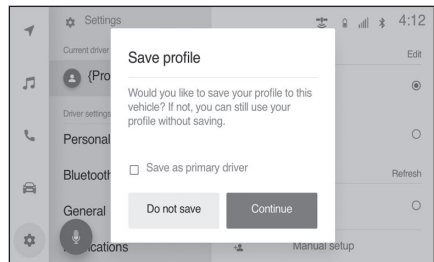 Settings
4:12
Current driver
Edit
{Pro
Driver settings
Personal
Bluetooth
Refresh
General
Manual setup
Save profile
Would you like to save your profile to this
vehicle? If not, you can still use your
profile without saving.
Save as primary driver
Do not save
Continue